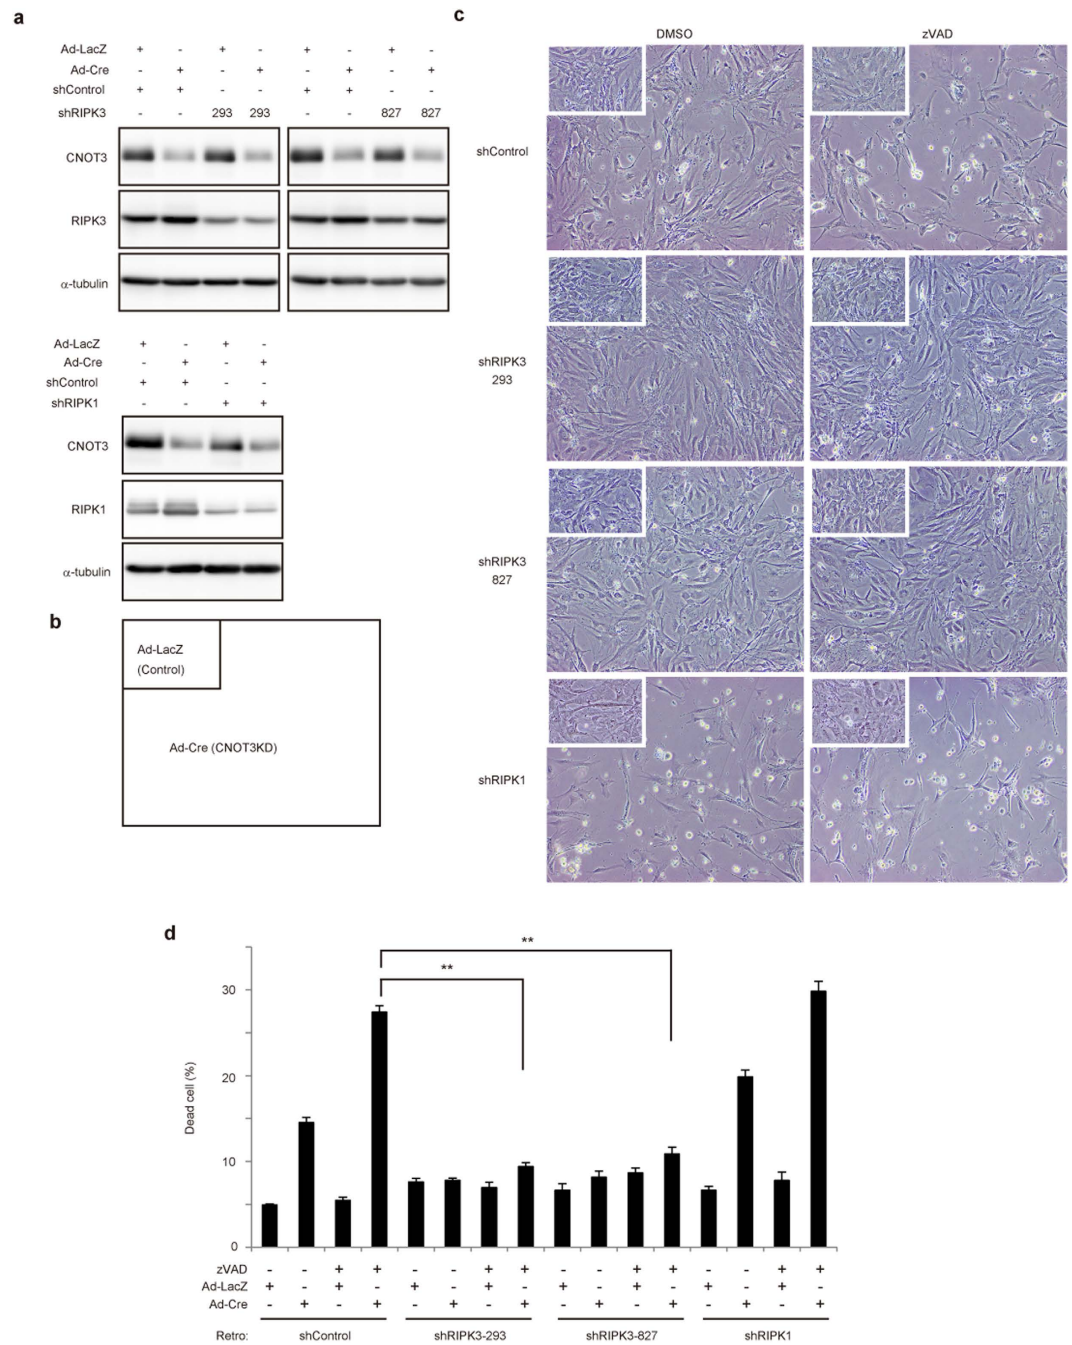 a
Ad-LacZ + - + - + - + -
Ad-Cre - + - + - + - +
shControl + + - - + + - -
shRIPK3 - - 293 293 - - 827 827
CNOT3
RIPK3
α-tubulin
Ad-LacZ + - + -
Ad-Cre - + - +
shControl + + - -
shRIPK1 - - + +
CNOT3
RIPK1
α-tubulin
b
Ad-LacZ
(Control)
Ad-Cre (CNOT3KD)
c
DMSO zVAD
shControl
shRIPK3
293
shRIPK3
827
shRIPK1
d
**
**
30
20
10
0
Dead cell (%)
zVAD - - + + - - + + - - + + - - + +
Ad-LacZ + - + - + - + - + - + - + - + -
Ad-Cre - + - + - + - + - + - + - + - +
Retro: shControl shRIPK3-293 shRIPK3-827 shRIPK1